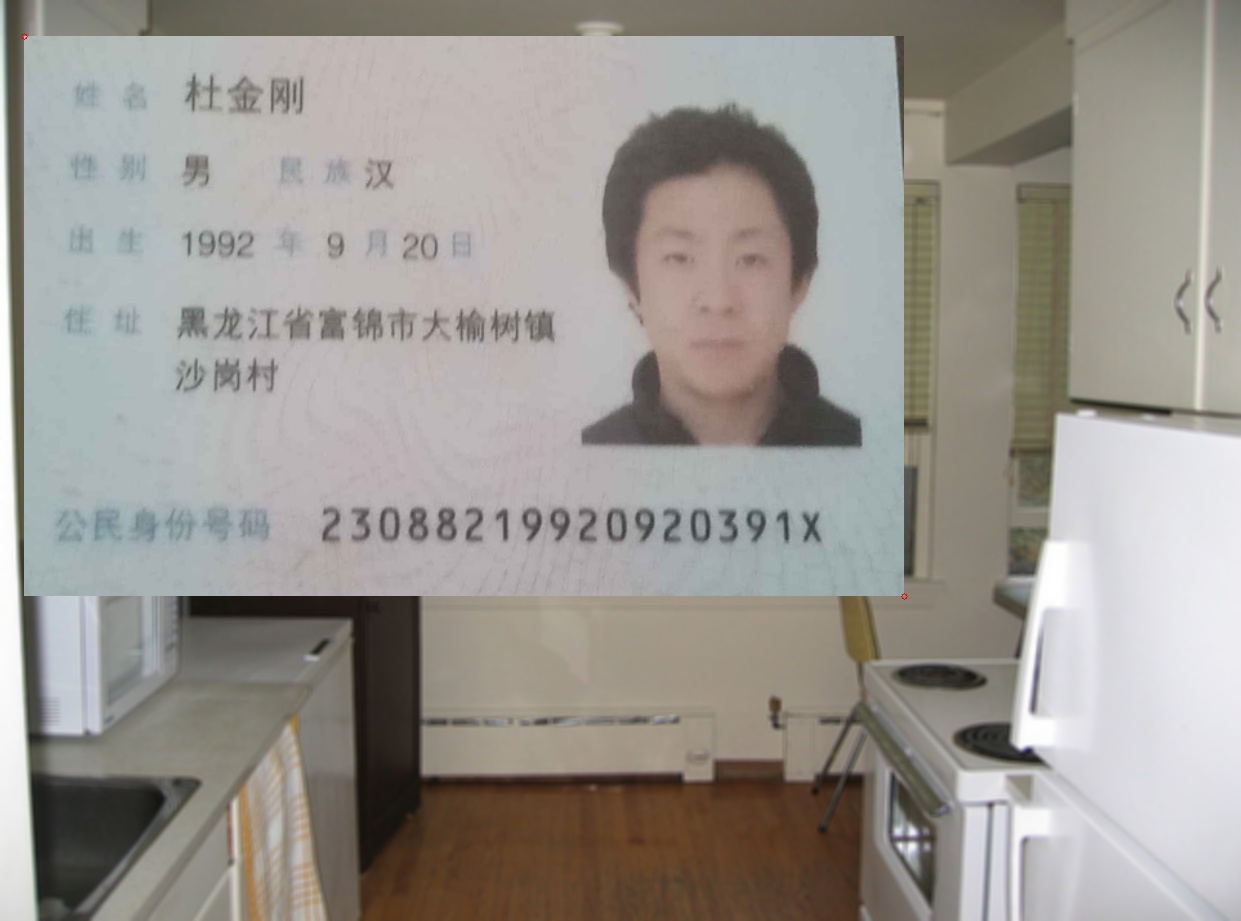 姓名 杜金刚
性别 男 民族 汉
出生 1992 年 9 月 20 日
住址 黑龙江省富锦市大榆树镇
沙岗村
公民身份号码 23088219920920391X